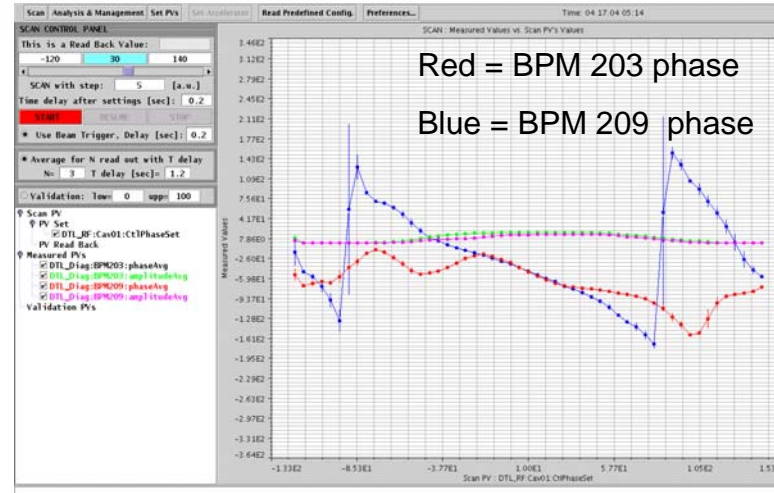 Scan Analysis & Management Set PVs Set Accelerator Read Predefined Config. Preferences... Time: 04.17.04 05:14
SCAN CONTROL PANEL
This is a Read Back Value:
-120 30 140
SCAN with step: 5 [a.u.]
Time delay after settings [sec]: 0.2
START RESUME STOP
Use Beam Trigger, Delay [sec]: 0.2
Average for N read out with T delay
N= 3 T delay [sec]= 1.2
Validation: low= 0 upp= 100
Scan PV
PV Set
DTL_RF:Cav01:CtlPhaseSet
PV Read Back
Measured PVs
DTL_Diag:BPM203:phaseAvg
DTL_Diag:BPM203:amplitudeAvg
DTL_Diag:BPM209:phaseAvg
DTL_Diag:BPM209:amplitudeAvg
Validation PVs
SCAN : Measured Values vs. Scan PV's Values
Red = BPM 203 phase
Blue = BPM 209 phase
Measured Values
3.46E2
3.12E2
2.79E2
2.45E2
2.11E2
1.77E2
1.43E2
1.09E2
7.54E1
4.17E1
7.86E0
-2.60E1
-5.98E1
-9.37E1
-1.28E2
-1.61E2
-1.95E2
-2.29E2
-2.63E2
-2.97E2
-3.31E2
-3.64E2
-1.33E2 -8.53E1 -3.77E1 1.00E1 5.77E1 1.05E2 1.53
Scan PV : DTL_RF:Cav01:CtlPhaseSet